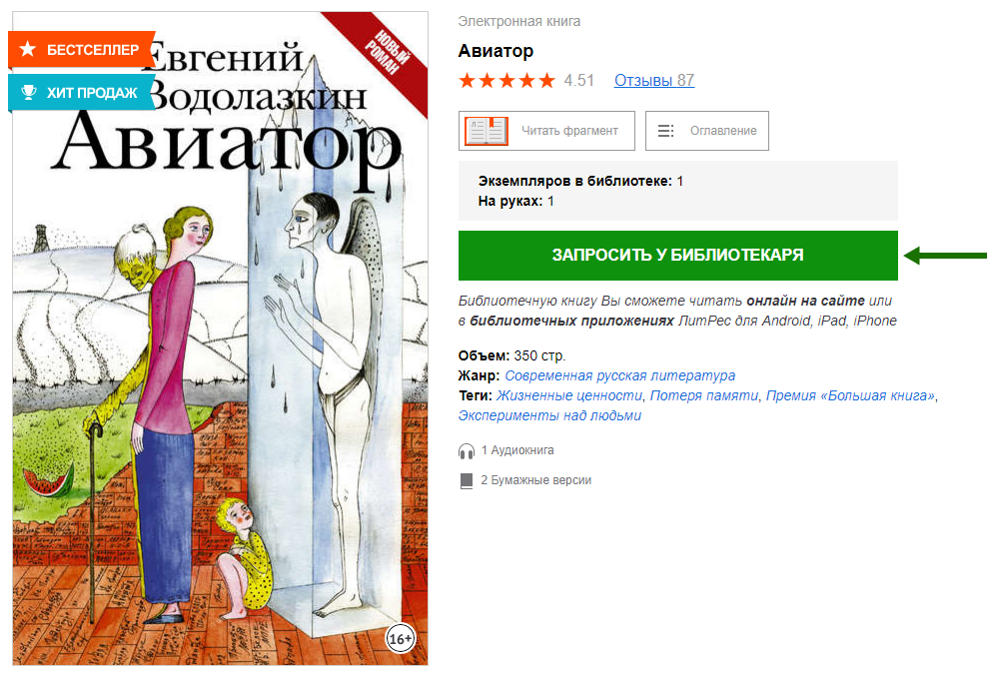 БЕСТСЕЛЛЕР
ХИТ ПРОДАЖ
НОВЫЙ
РОМАН
Евгений
Водолазкин
Авиатор
16+
Электронная книга
Авиатор
4.51 Отзывы 87
Читать фрагмент Оглавление
Экземпляров в библиотеке: 1
На руках: 1
ЗАПРОСИТЬ У БИБЛИОТЕКАРЯ
Библиотечную книгу Вы сможете читать онлайн на сайте или
в библиотечных приложениях ЛитРес для Android, iPad, iPhone
Объем: 350 стр.
Жанр: Современная русская литература
Теги: Жизненные ценности, Потеря памяти, Премия «Большая книга»,
Эксперименты над людьми
1 Аудиокнига
2 Бумажные версии